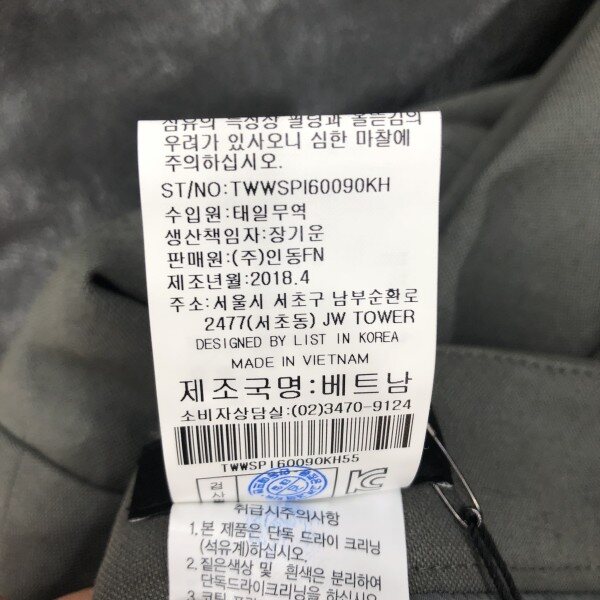 섬유의 특성상 필링과 올뜯김의
우려가 있사오니 심한 마찰에
주의하십시오.
ST/NO:TWWSPI60090KH
수입원:태일무역
생산책임자:장기운
판매원:(주)인동FN
제조년월:2018.4
주소:서울시 서초구 남부순환로
2477(서초동) JW TOWER
DESIGNED BY LIST IN KOREA
MADE IN VIETNAM
제조국명:베트남
소비자상담실:(02)3470-9124
TWWSPI60090KH55
검사
취급시주의사항
1.본 제품은 단독 드라이 크리닝
(석유계)하십시오.
2.짙은색상 및 흰색은 분리하여
단독드라이크리닝하십시오.